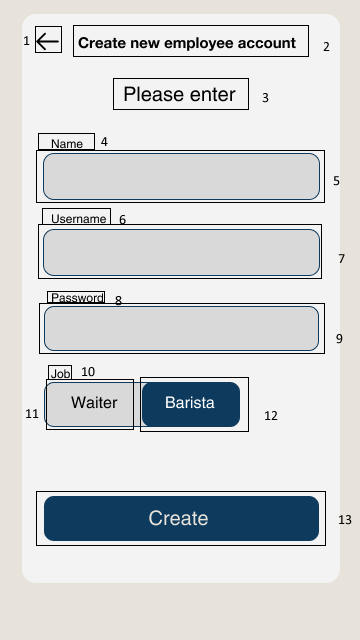 1 Create new employee account 2
Please enter 3
Name 4
5
Username 6
7
Password 8
9
Job 10
11 Waiter Barista 12
Create 13